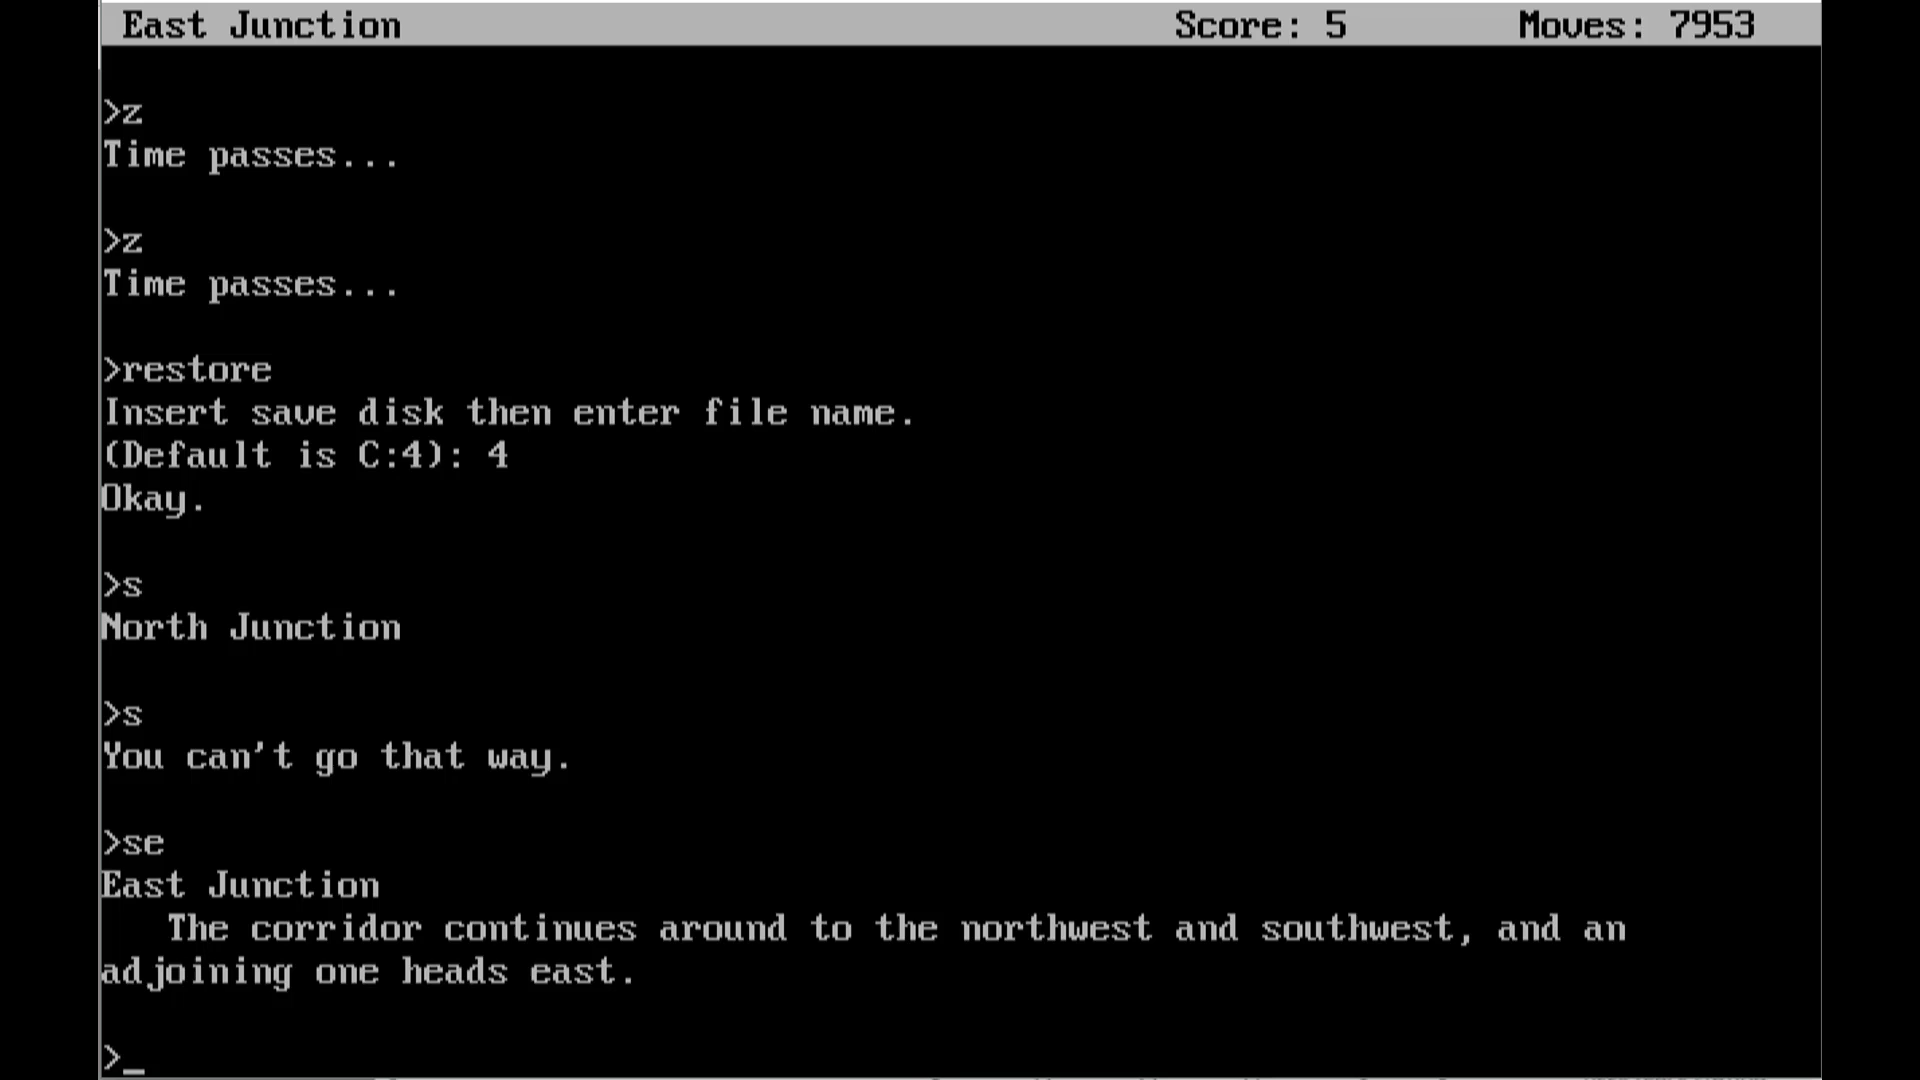 East Junction Score: 5 Moves: 7953
>z
Time passes...
>z
Time passes...
>restore
Insert save disk then enter file name.
(Default is C:4): 4
Okay.
>s
North Junction
>s
You can't go that way.
>se
East Junction
The corridor continues around to the northwest and southwest, and an
adjoining one heads east.
>_